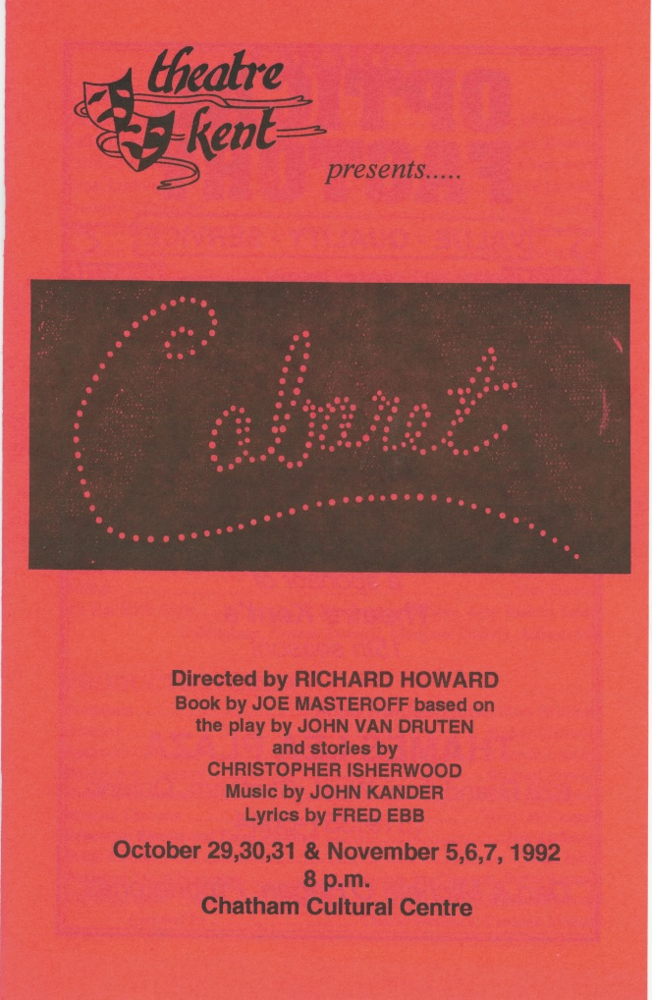 theatre
kent
presents.....
Cabaret
Directed by RICHARD HOWARD
Book by JOE MASTEROFF based on
the play by JOHN VAN DRUTEN
and stories by
CHRISTOPHER ISHERWOOD
Music by JOHN KANDER
Lyrics by FRED EBB
October 29,30,31 & November 5,6,7, 1992
8 p.m.
Chatham Cultural Centre